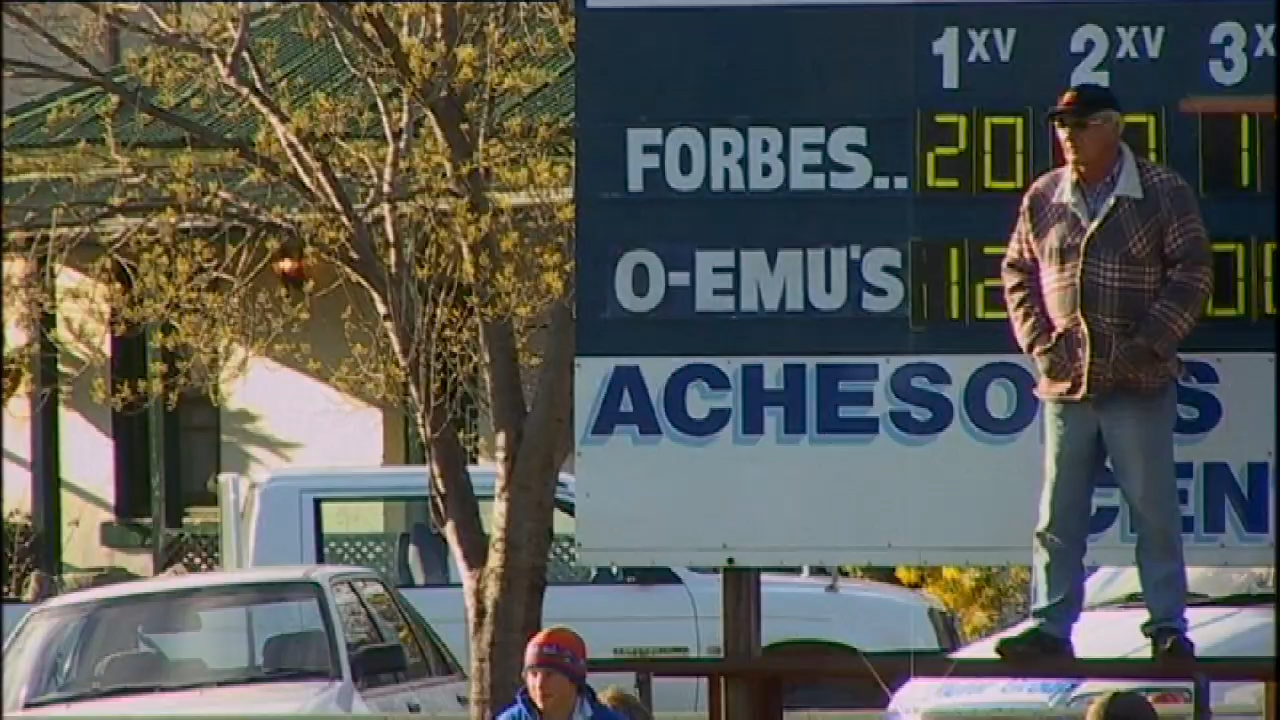 1XV 2XV 3X
FORBES.. 20 1
O-EMU'S 12 0
ACHESO S
CEN